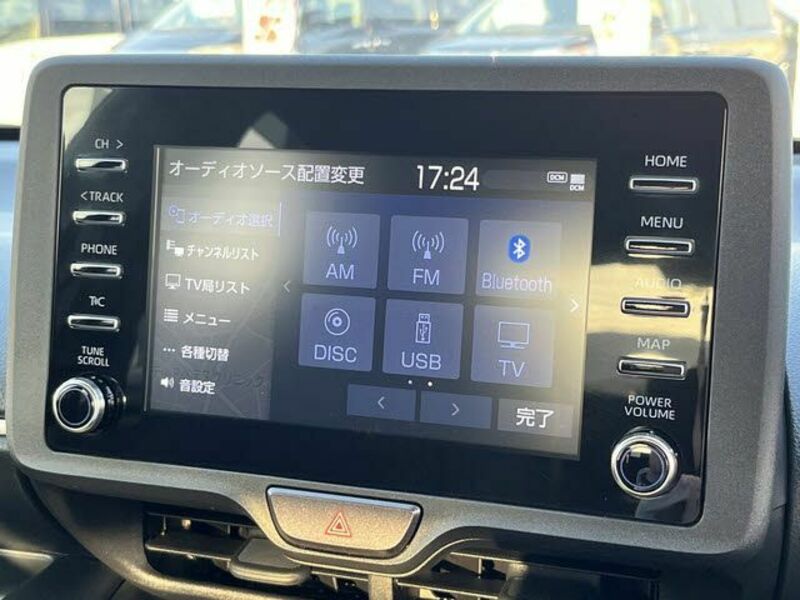 CH >
< TRACK
PHONE
T\C
TUNE
SCROLL
オーディオソース配置変更
17:24
DCM
DCM
オーディオ選択
チャンネルリスト
TV局リスト
メニュー
各種切替
音設定
AM
FM
Bluetooth
DISC
USB
TV
<
>
<
>
完了
HOME
MENU
AUDIO
MAP
POWER
VOLUME